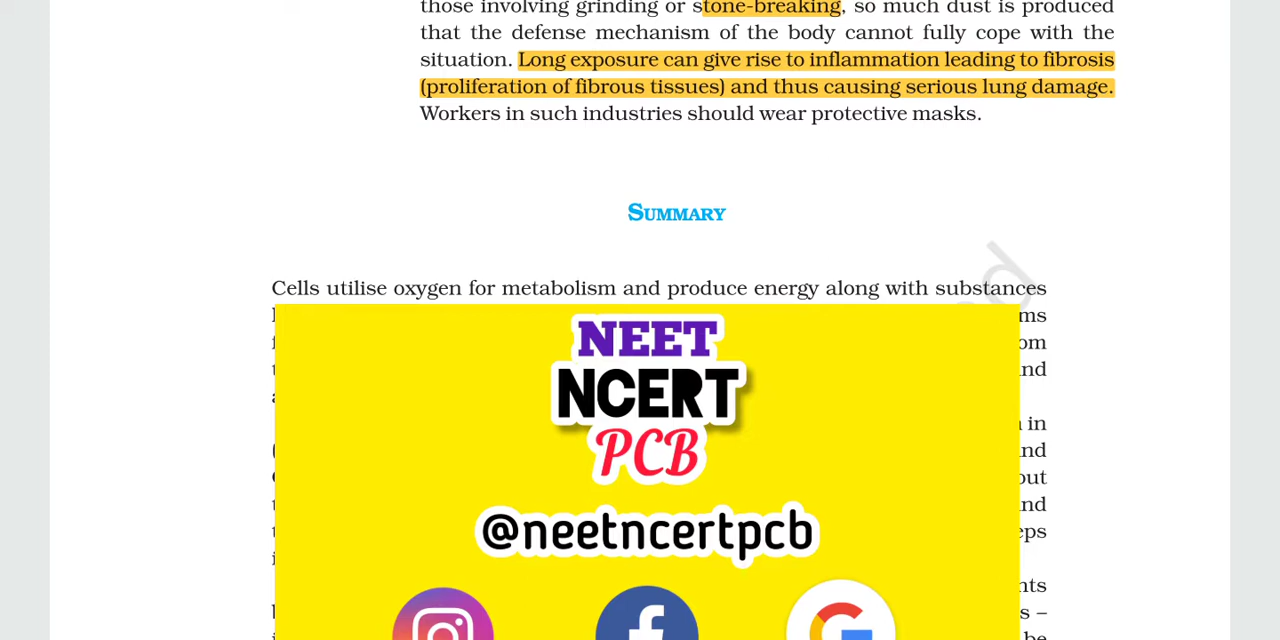 those involving grinding or stone-breaking, so much dust is produced
that the defense mechanism of the body cannot fully cope with the
situation. Long exposure can give rise to inflammation leading to fibrosis
(proliferation of fibrous tissues) and thus causing serious lung damage.
Workers in such industries should wear protective masks.
SUMMARY
Cells utilise oxygen for metabolism and produce energy along with substances
NEET
NCERT
PCB
@neetncertpcb